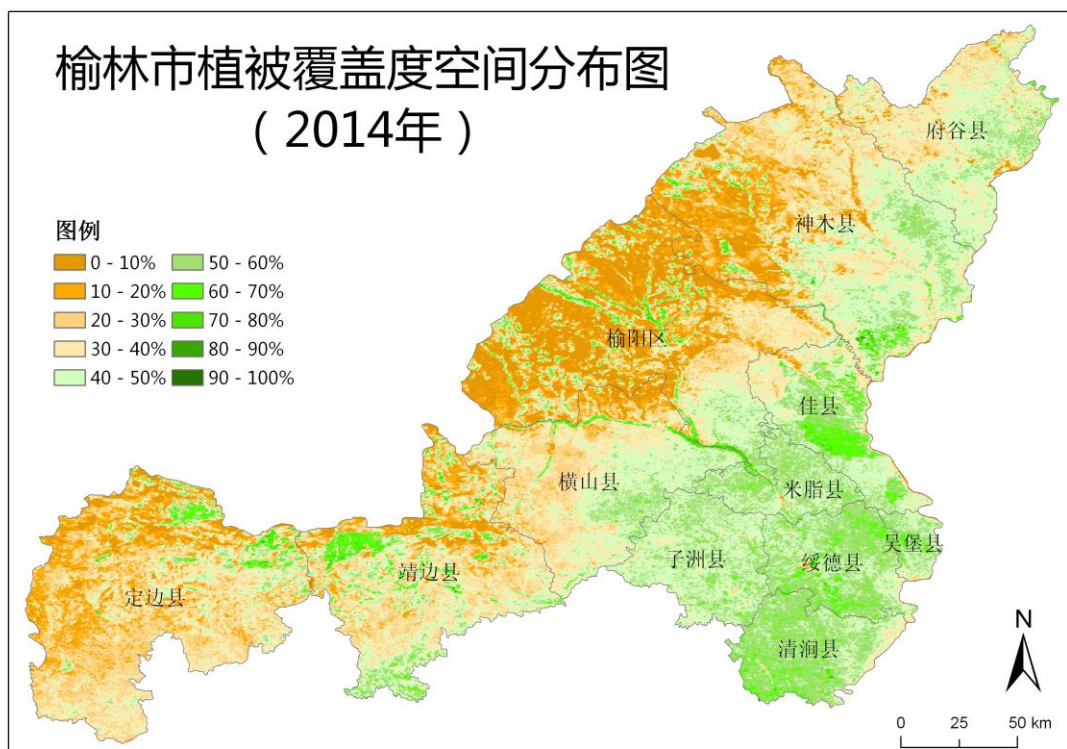 榆林市植被覆盖度空间分布图
（2014年）
图例
0 - 10%
50 - 60%
10 - 20%
60 - 70%
20 - 30%
70 - 80%
30 - 40%
80 - 90%
40 - 50%
90 - 100%
府谷县
神木县
榆阳区
佳县
横山县
米脂县
吴堡县
子洲县
绥德县
靖边县
定边县
清涧县
N
0 25 50 km